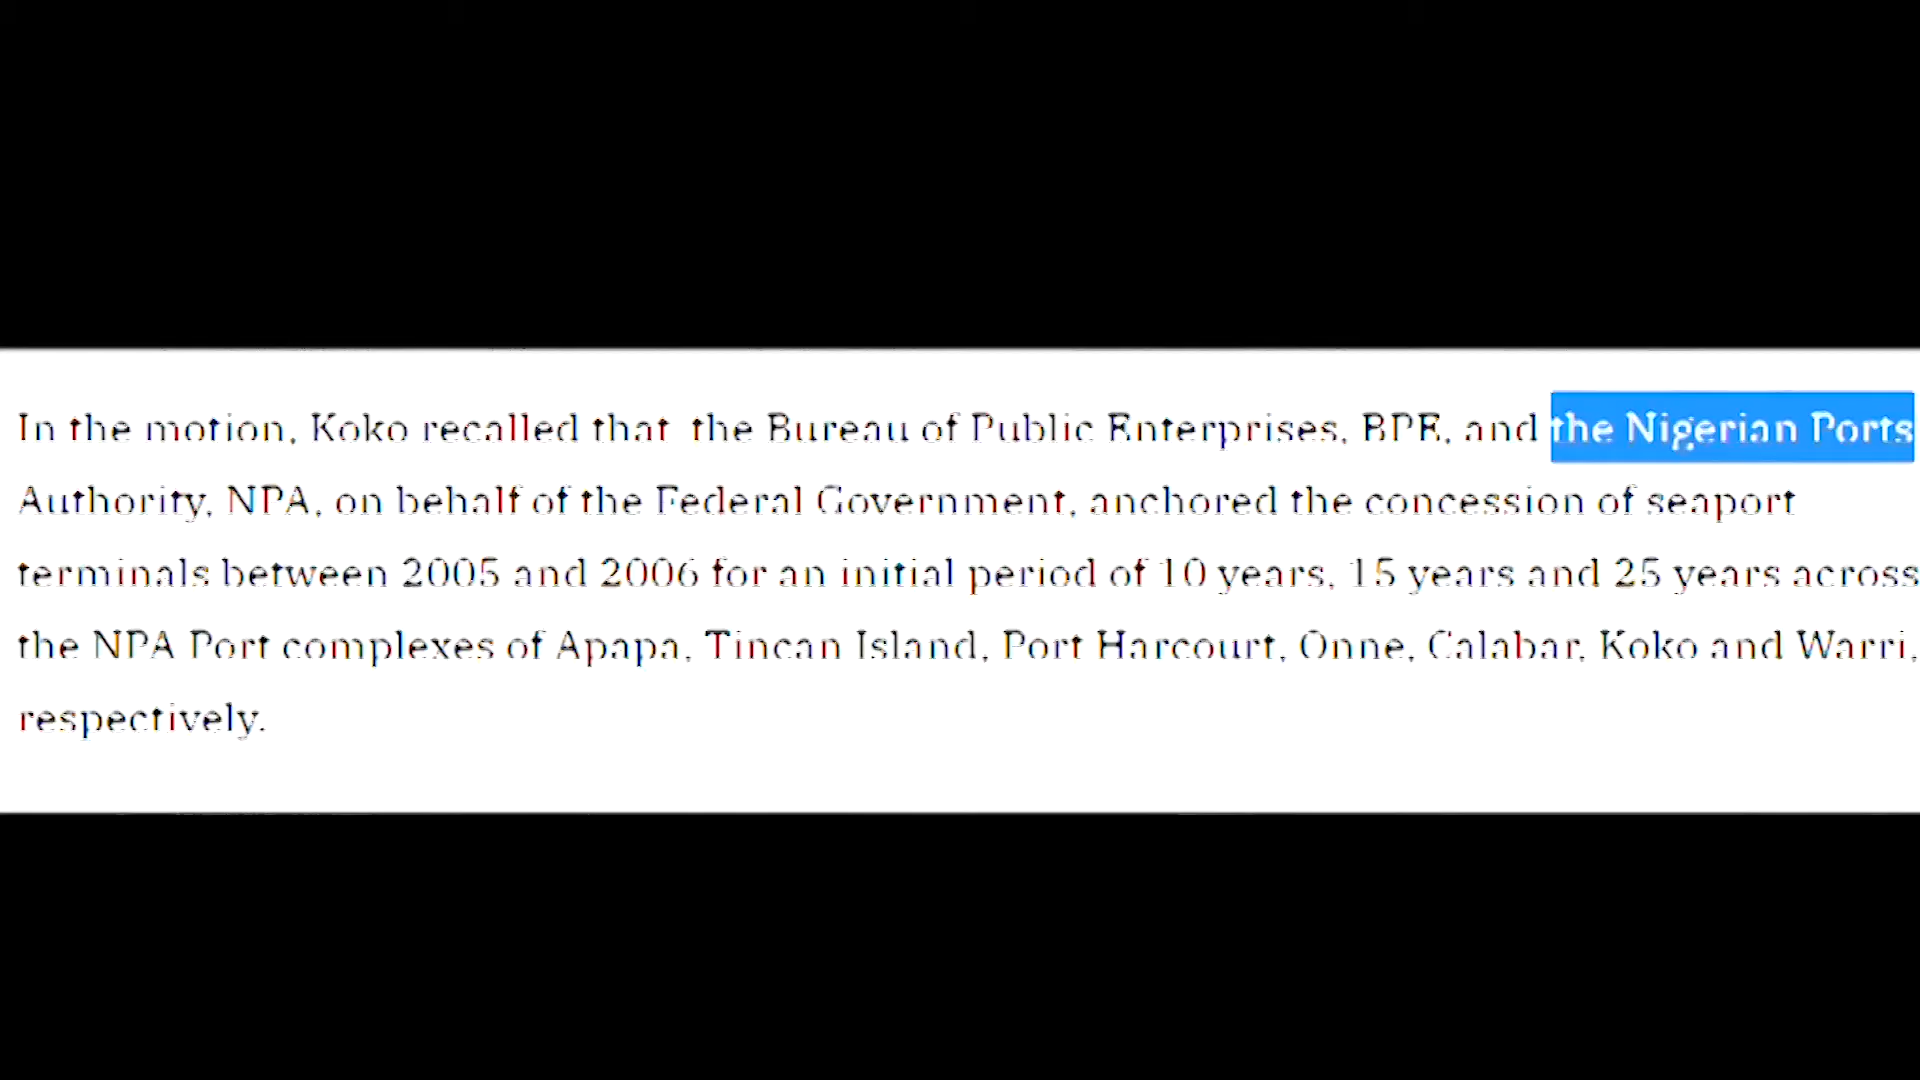 In the motion, Koko recalled that the Bureau of Public Enterprises, BPE, and the Nigerian Ports
Authority, NPA, on behalf of the Federal Government, anchored the concession of seaport
terminals between 2005 and 2006 for an initial period of 10 years, 15 years and 25 years across
the NPA Port complexes of Apapa, Tincan Island, Port Harcourt, Onne, Calabar, Koko and Warri,
respectively.